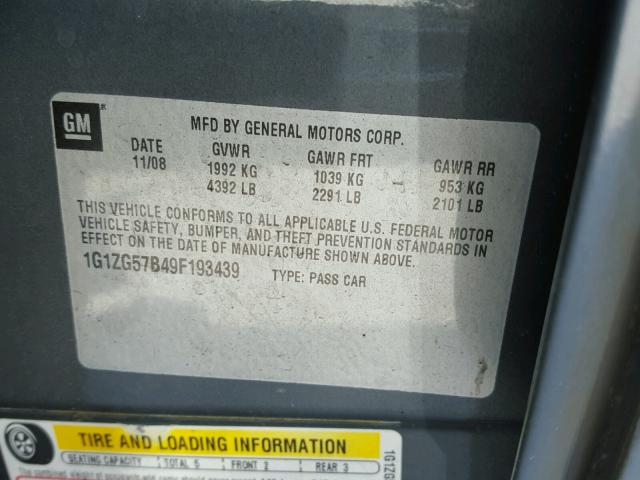 GM
MFD BY GENERAL MOTORS CORP.
DATE GVWR GAWR FRT GAWR RR
11/08 1992 KG 1039 KG 953 KG
4392 LB 2291 LB 2101 LB
THIS VEHICLE CONFORMS TO ALL APPLICABLE U.S. FEDERAL MOTOR
VEHICLE SAFETY, BUMPER, AND THEFT PREVENTION STANDARDS IN
EFFECT ON THE DATE OF MANUFACTURE SHOWN ABOVE.
1G1ZG57B49F193439 TYPE: PASS CAR
TIRE AND LOADING INFORMATION
SEATING CAPACITY TOTAL 5 FRONT 2 REAR 3
1G1ZG